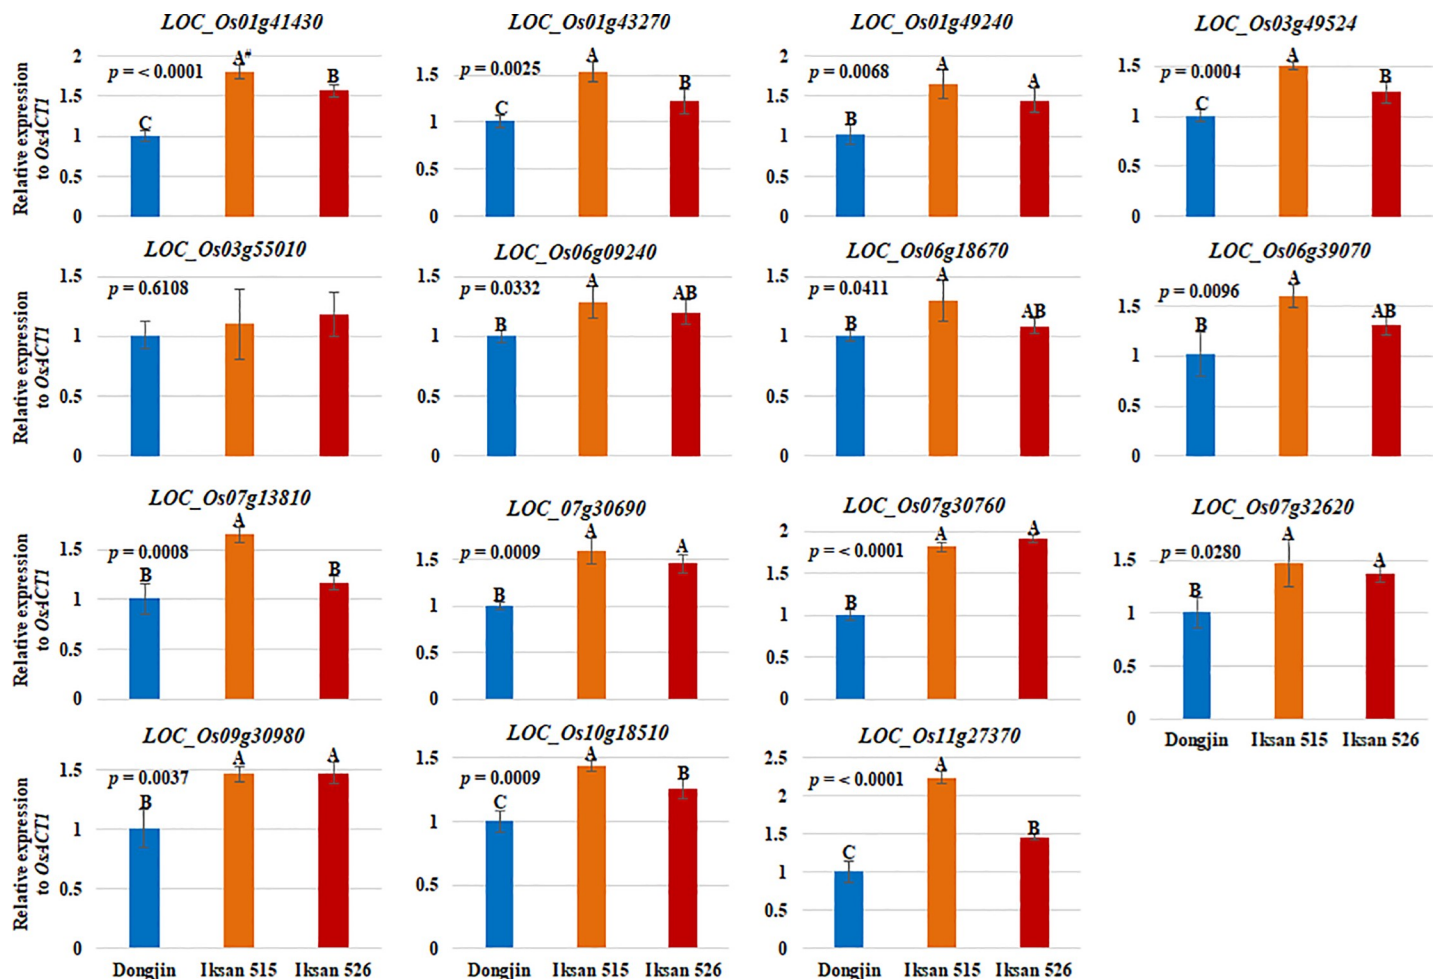 LOC_Os01g41430
LOC_Os01g43270
LOC_Os01g49240
LOC_Os03g49524
Relative expression
to OsACT1
2
1.5
1
0.5
0
p = < 0.0001
C
A#
B
1.5
1
0.5
0
p = 0.0025
C
A
B
2
1.5
1
0.5
0
p = 0.0068
B
A
A
1.5
1
0.5
0
p = 0.0004
C
A
B
LOC_Os03g55010
LOC_Os06g09240
LOC_Os06g18670
LOC_Os06g39070
Relative expression
to OsACT1
1.5
1
0.5
0
p = 0.6108
1.5
1
0.5
0
p = 0.0332
B
A
AB
1.5
1
0.5
0
p = 0.0411
B
A
AB
1.5
1
0.5
0
p = 0.0096
B
A
AB
LOC_Os07g13810
LOC_07g30690
LOC_Os07g30760
LOC_Os07g32620
Relative expression
to OsACT1
1.5
1
0.5
0
p = 0.0008
B
A
B
1.5
1
0.5
0
p = 0.0009
B
A
A
2
1.5
1
0.5
0
p = < 0.0001
B
A
A
1.5
1
0.5
0
p = 0.0280
B
A
A
Dongjin Iksan 515 Iksan 526
LOC_Os09g30980
LOC_Os10g18510
LOC_Os11g27370
Relative expression
to OsACT1
1.5
1
0.5
0
p = 0.0037
B
A
A
Dongjin Iksan 515 Iksan 526
1.5
1
0.5
0
p = 0.0009
C
A
B
Dongjin Iksan 515 Iksan 526
2.5
2
1.5
1
0.5
0
p = < 0.0001
C
A
B
Dongjin Iksan 515 Iksan 526